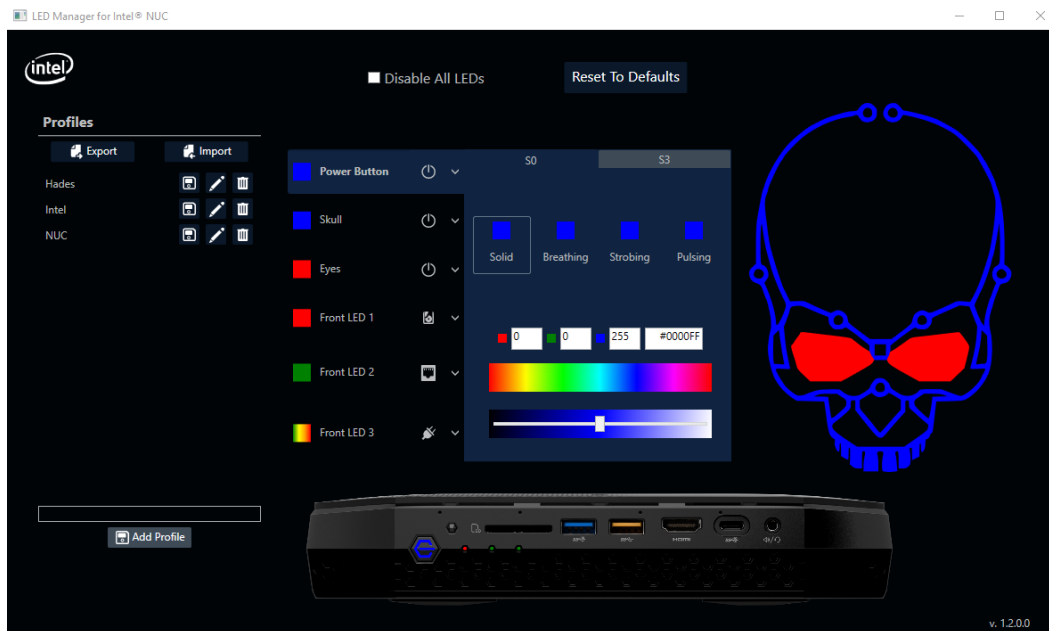 LED Manager for Intel® NUC
intel
Disable All LEDs
Reset To Defaults
Profiles
Export
Import
Hades
Intel
NUC
Power Button
Skull
Eyes
Front LED 1
Front LED 2
Front LED 3
S0
S3
Solid
Breathing
Strobing
Pulsing
0
0
255
#0000FF
Add Profile
HDMI
v. 1.2.0.0